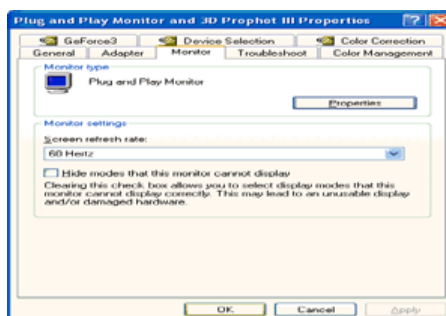 Plug and Play Monitor and 3D Prophet III Properties
GeForce3 Device Selection Color Correction
General Adapter Monitor Troubleshoot Color Management
Monitor type
Plug and Play Monitor
Properties
Monitor settings
Screen refresh rate:
60 Hertz
Hide modes that this monitor cannot display
Clearing this check box allows you to select display modes that this
monitor cannot display correctly. This may lead to an unusable display
and/or damaged hardware.
OK Cancel Apply